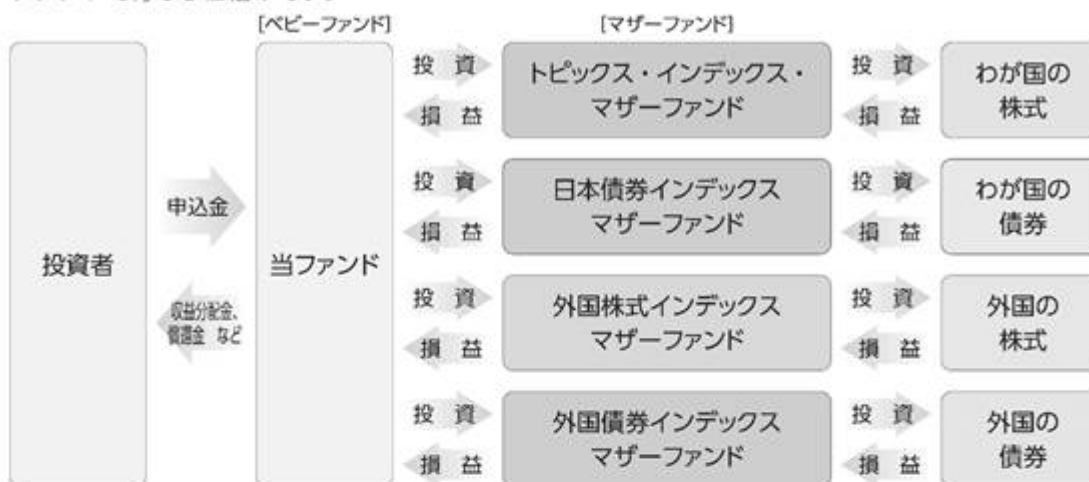 [ベビーファンド]
[マザーファンド]
投資者
申込金
収益分配金、
償還金 など
当ファンド
投 資
損 益
トピックス・インデックス・
マザーファンド
投 資
損 益
わが国の
株式
投 資
損 益
日本債券インデックス
マザーファンド
投 資
損 益
わが国の
債券
投 資
損 益
外国株式インデックス
マザーファンド
投 資
損 益
外国の
株式
投 資
損 益
外国債券インデックス
マザーファンド
投 資
損 益
外国の
債券